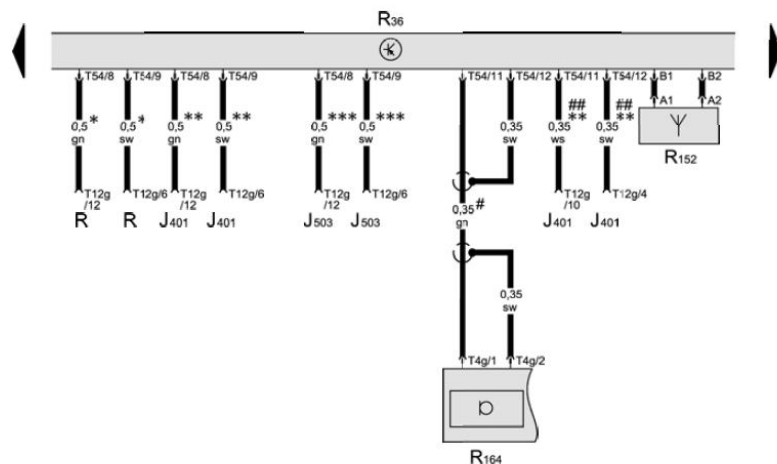 R36
T54/8 T54/9 T54/8 T54/9 T54/8 T54/9 T54/11 T54/12 T54/11 T54/12 B1 B2
A1 A2
## ##
* * ** ** *** *** ** **
0,5 0,5 0,5 0,5 0,5 0,5 0,35 0,35 0,35
gn sw gn sw gn sw sw ws sw
R152
T12g/12 T12g/6 T12g/12 T12g/6 T12g/12 T12g/6 T12g/10 T12g/4
R R J401 J401 J503 J503 J401 J401
0,35 #
gn
0,35
sw
T4g/1 T4g/2
R164